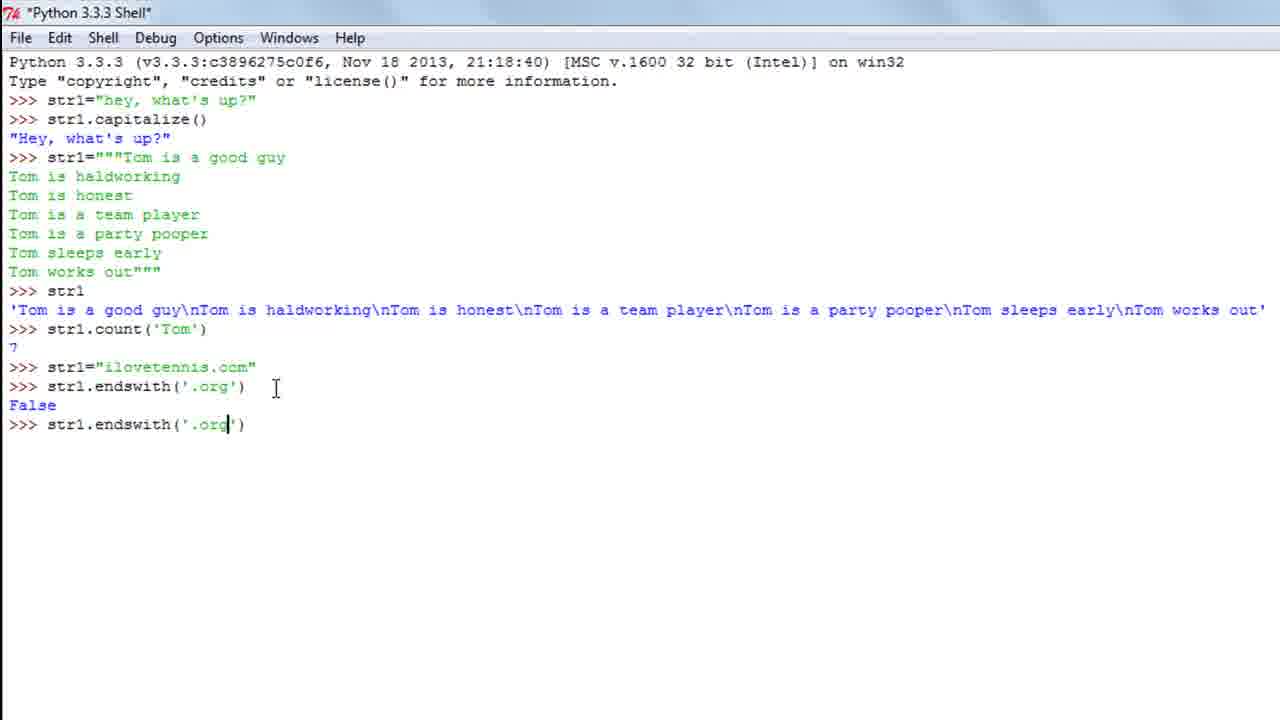 *Python 3.3.3 Shell*
File Edit Shell Debug Options Windows Help
Python 3.3.3 (v3.3.3:c3896275c0f6, Nov 18 2013, 21:18:40) [MSC v.1600 32 bit (Intel)] on win32
Type "copyright", "credits" or "license()" for more information.
>>> str1="hey, what's up?"
>>> str1.capitalize()
"Hey, what's up?"
>>> str1="""Tom is a good guy
Tom is haldworking
Tom is honest
Tom is a team player
Tom is a party pooper
Tom sleeps early
Tom works out"""
>>> str1
'Tom is a good guy\nTom is haldworking\nTom is honest\nTom is a team player\nTom is a party pooper\nTom sleeps early\nTom works out'
>>> str1.count('Tom')
7
>>> str1="ilovetennis.com"
>>> str1.endswith('.org')
False
>>> str1.endswith('.org')